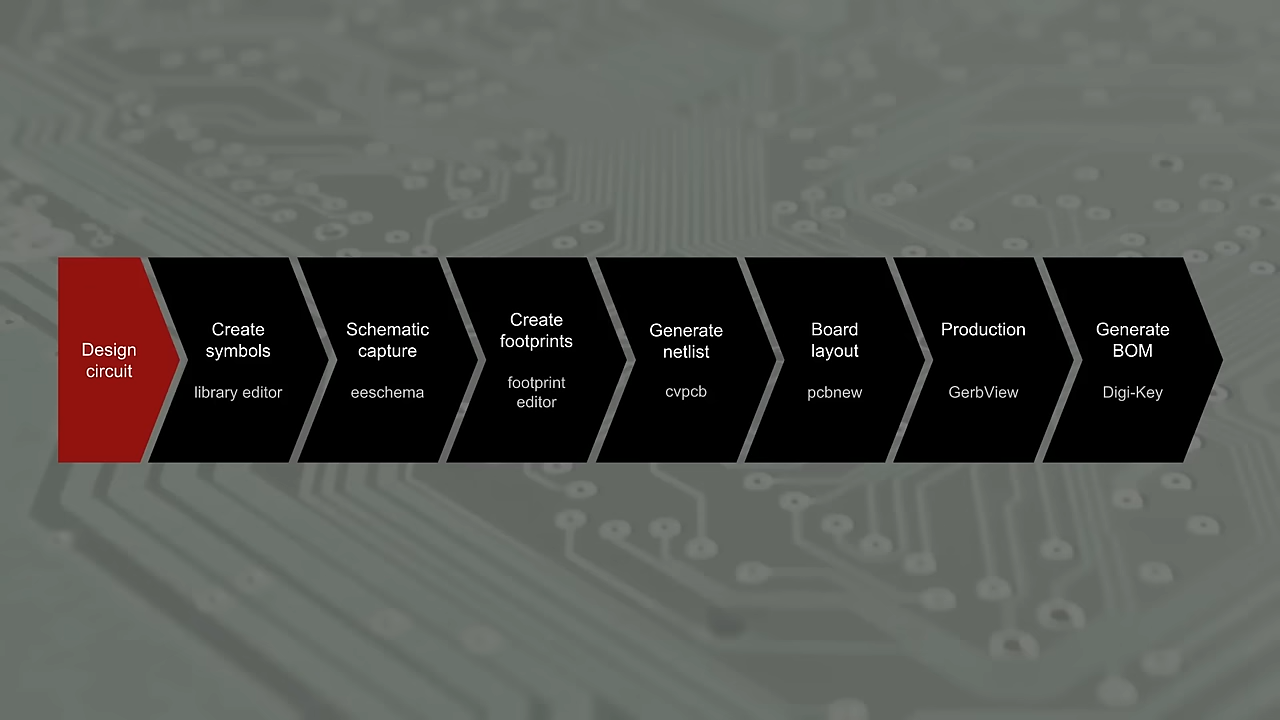 Design
circuit
Create
symbols
library editor
Schematic
capture
eeschema
Create
footprints
footprint
editor
Generate
netlist
cvpcb
Board
layout
pcbnew
Production
GerbView
Generate
BOM
Digi-Key